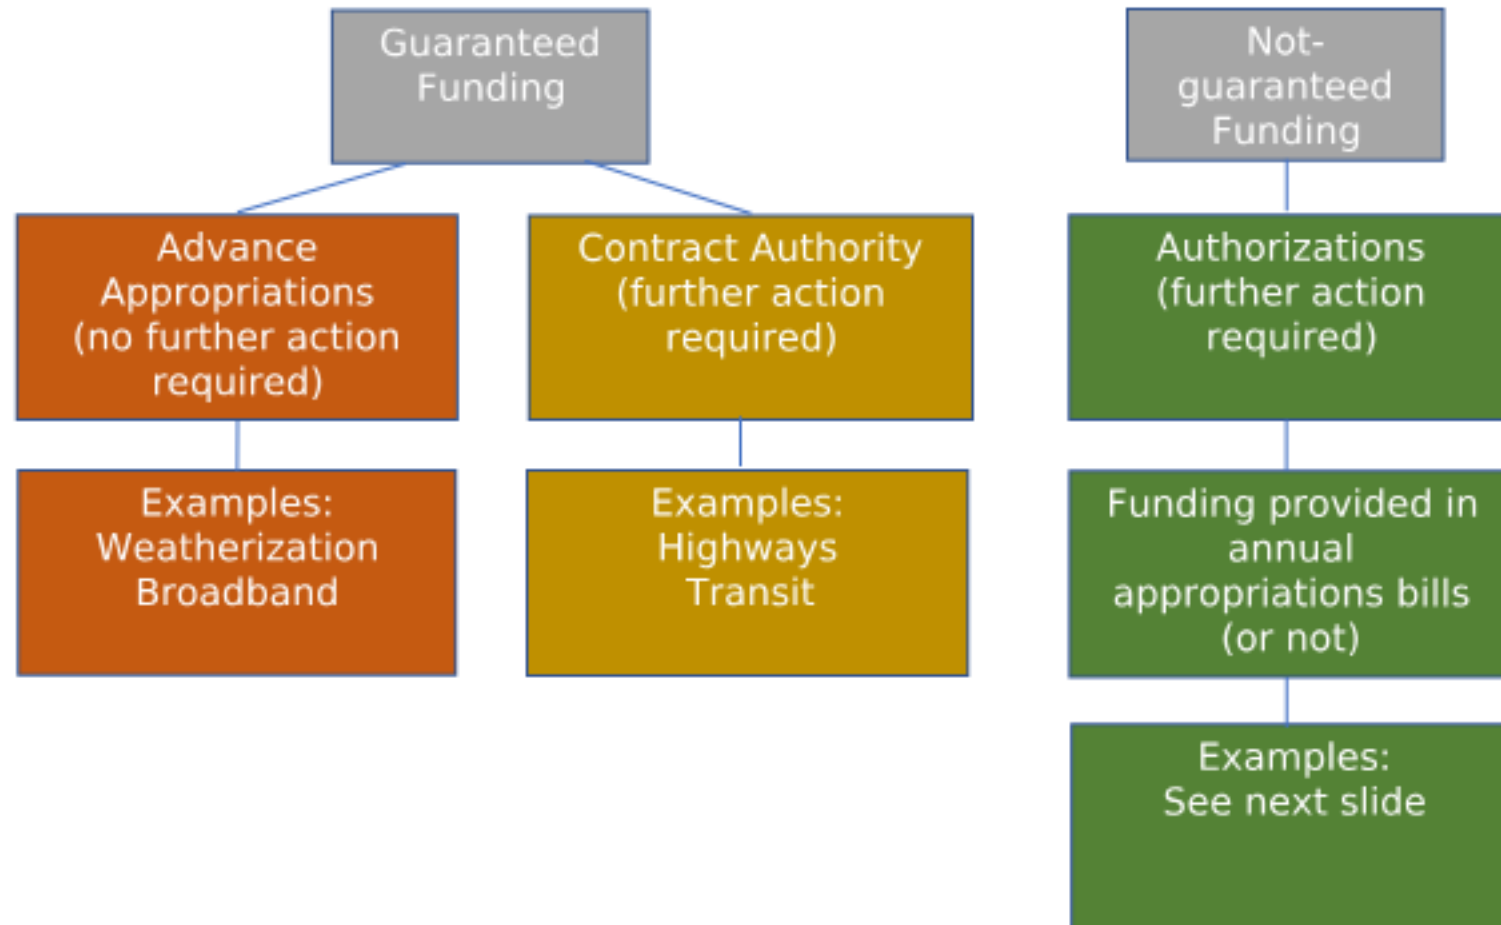 Guaranteed
Funding
Not-
guaranteed
Funding
Advance
Appropriations
(no further action
required)
Contract Authority
(further action
required)
Authorizations
(further action
required)
Examples:
Weatherization
Broadband
Examples:
Highways
Transit
Funding provided in
annual
appropriations bills
(or not)
Examples:
See next slide